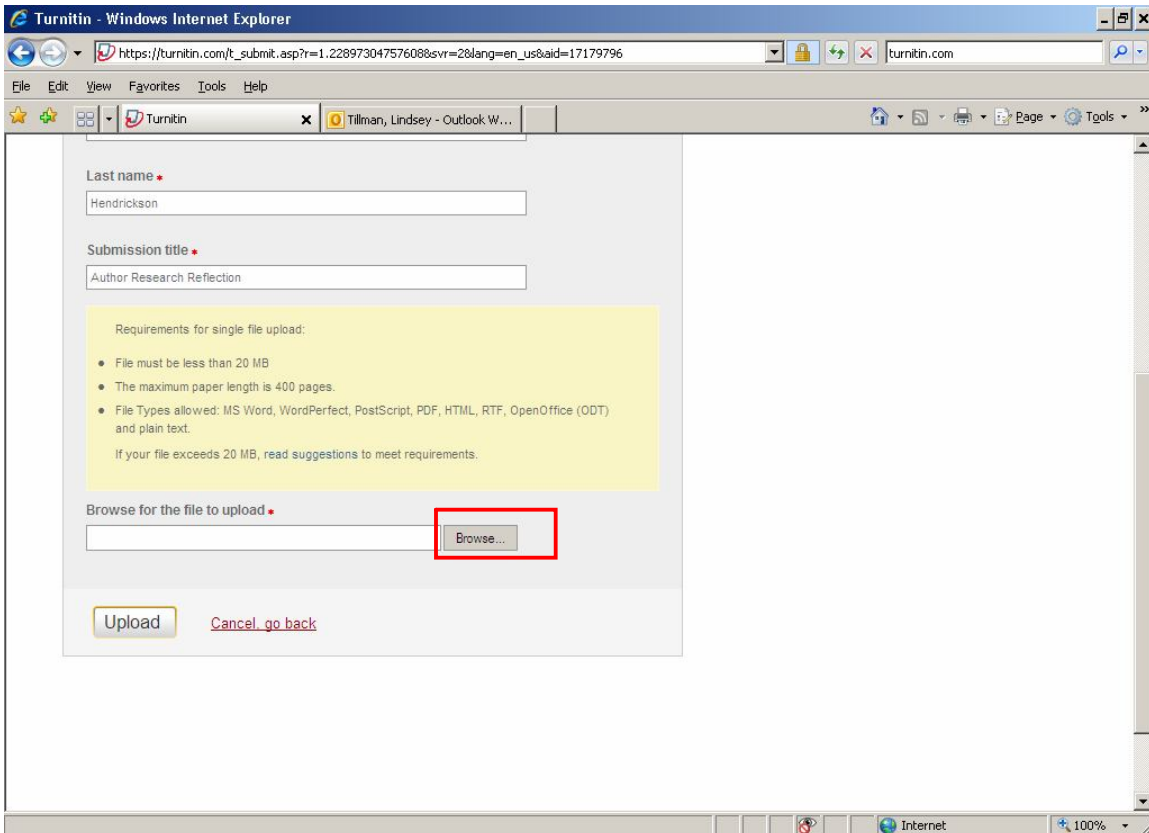 Turnitin - Windows Internet Explorer
https://turnitin.com/t_submit.asp?r=1.22897304757608&svr=2&lang=en_us&aid=17179796
turnitin.com
File Edit View Favorites Tools Help
Turnitin
Tillman, Lindsey - Outlook W...
Page
Tools
Last name *
Hendrickson
Submission title *
Author Research Reflection
Requirements for single file upload:
File must be less than 20 MB
The maximum paper length is 400 pages.
File Types allowed: MS Word, WordPerfect, PostScript, PDF, HTML, RTF, OpenOffice (ODT)
and plain text.
If your file exceeds 20 MB, read suggestions to meet requirements.
Browse for the file to upload *
Browse...
Upload Cancel, go back
Internet 100%